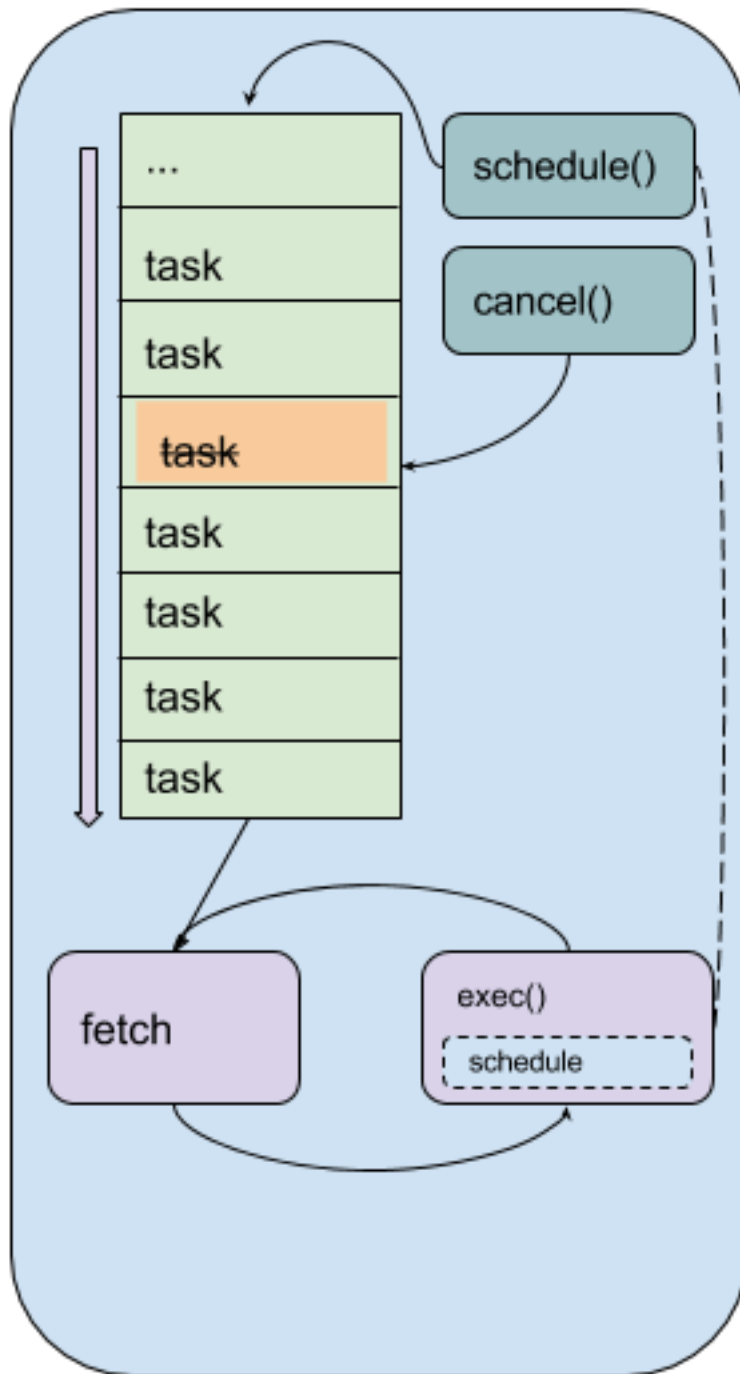 ...
schedule()
task
cancel()
task
task
task
task
task
task
fetch
exec()
schedule